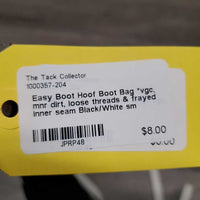 The Tack Collector
1000357-204
Easy Boot Hoof Boot Bag *vgc,
mnr dirt, loose threads & frayed
inner seam Black/White sm
$8.00
JPRP48